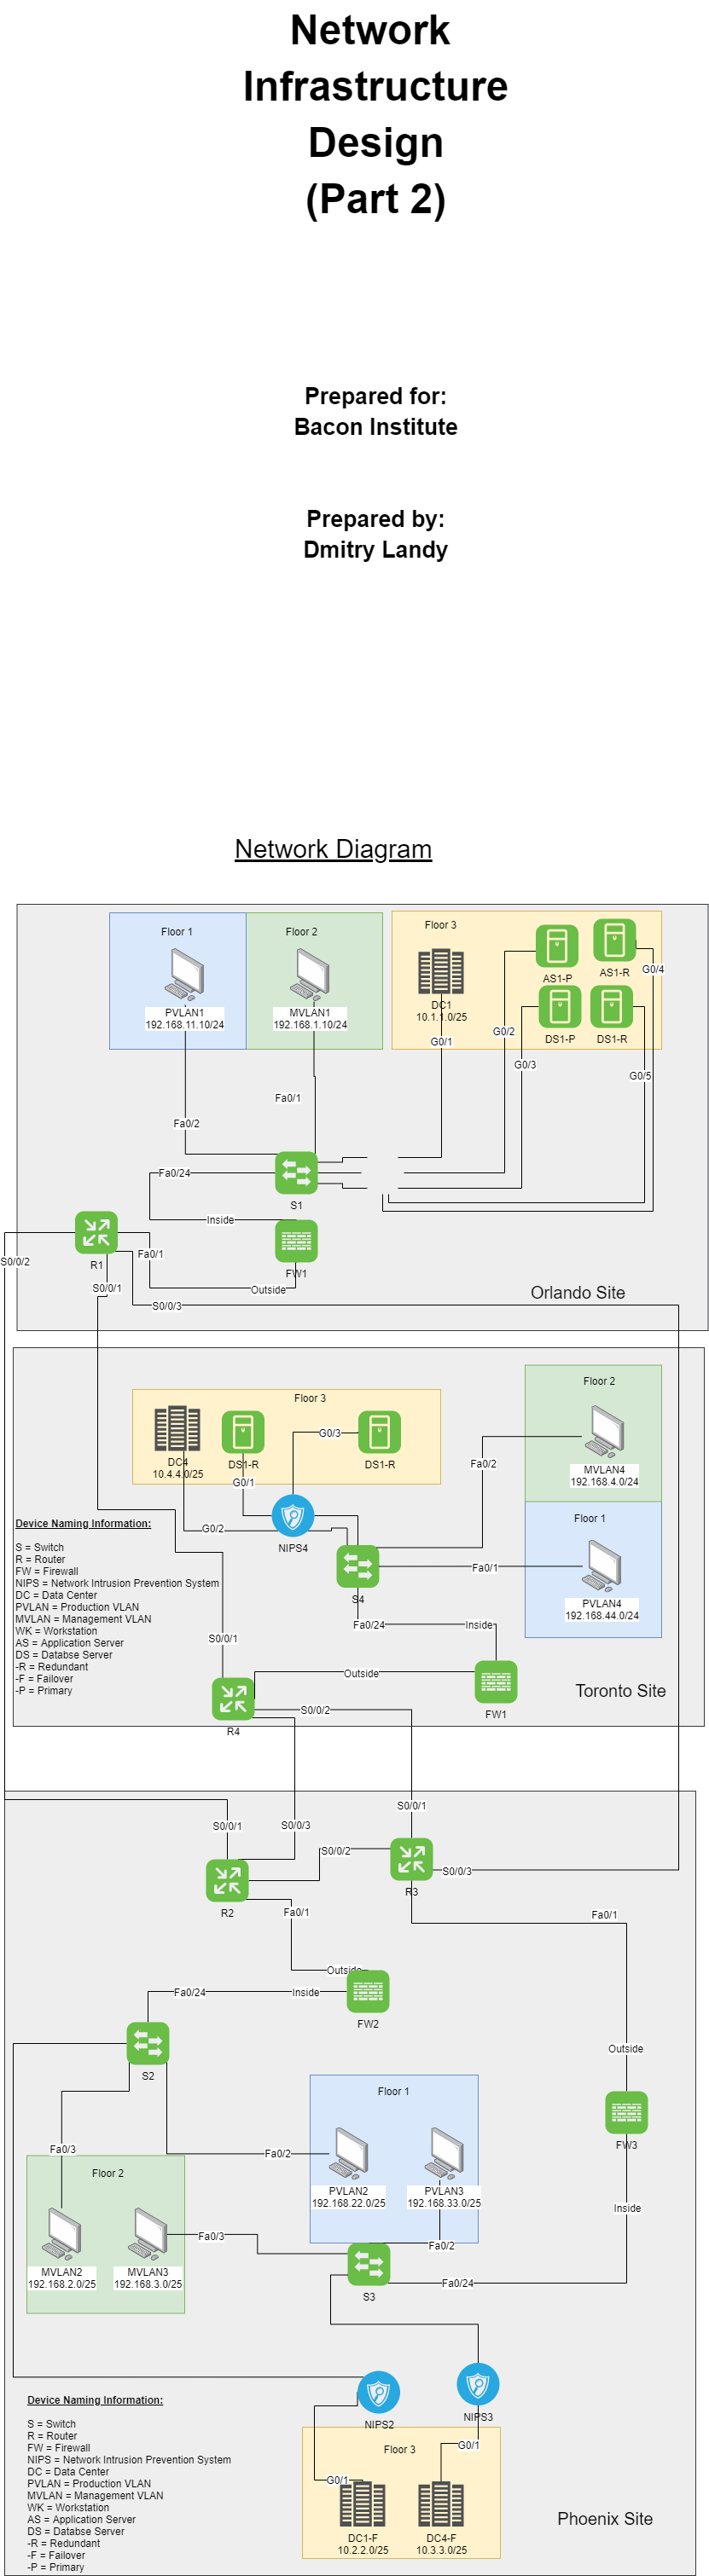 Network
Infrastructure
Design
(Part 2)
Prepared for:
Bacon Institute
Prepared by:
Dmitry Landy
Network Diagram
Floor 1
Floor 2
Floor 3
PVLAN1
192.168.11.10/24
MVLAN1
192.168.1.10/24
DC1
10.1.1.0/25
AS1-P
AS1-R
DS1-P
DS1-R
G0/4
G0/2
G0/1
G0/3
G0/5
Fa0/1
Fa0/2
Fa0/24
S1
Inside
R1
Fa0/1
FW1
S0/0/2
S0/0/1
Outside
S0/0/3
Orlando Site
Floor 3
Floor 2
DC4
10.4.4.0/25
DS1-R
DS1-R
G0/3
G0/1
Fa0/2
MVLAN4
192.168.4.0/24
Floor 1
G0/2
NIPS4
S4
Fa0/1
PVLAN4
192.168.44.0/24
Fa0/24
Inside
Device Naming Information:
S = Switch
R = Router
FW = Firewall
NIPS = Network Intrusion Prevention System
DC = Data Center
PVLAN = Production VLAN
MVLAN = Management VLAN
WK = Workstation
AS = Application Server
DS = Databse Server
-R = Redundant
-F = Failover
-P = Primary
S0/0/1
Outside
FW1
Toronto Site
S0/0/2
R4
S0/0/1
S0/0/1
S0/0/3
S0/0/2
S0/0/3
R3
R2
Fa0/1
Fa0/1
Outside
Fa0/24
Inside
FW2
S2
Outside
FW3
Floor 1
Fa0/3
Fa0/2
Floor 2
PVLAN2
192.168.22.0/25
PVLAN3
192.168.33.0/25
Inside
Fa0/3
Fa0/2
MVLAN2
192.168.2.0/25
MVLAN3
192.168.3.0/25
S3
Fa0/24
NIPS2
NIPS3
Floor 3
G0/1
G0/1
DC1-F
10.2.2.0/25
DC4-F
10.3.3.0/25
Phoenix Site
Device Naming Information:
S = Switch
R = Router
FW = Firewall
NIPS = Network Intrusion Prevention System
DC = Data Center
PVLAN = Production VLAN
MVLAN = Management VLAN
WK = Workstation
AS = Application Server
DS = Databse Server
-R = Redundant
-F = Failover
-P = Primary